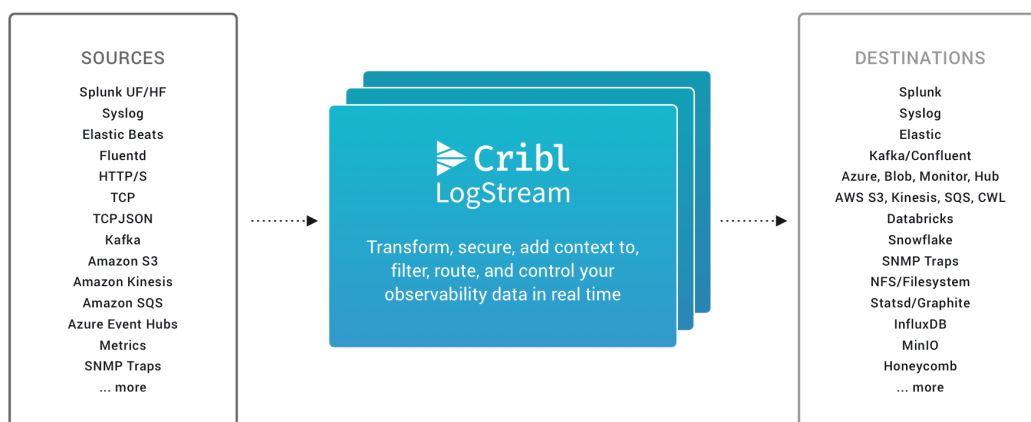 SOURCES
Splunk UF/HF
Syslog
Elastic Beats
Fluentd
HTTP/S
TCP
TCPJSON
Kafka
Amazon S3
Amazon Kinesis
Amazon SQS
Azure Event Hubs
Metrics
SNMP Traps
... more
Cribl
LogStream
Transform, secure, add context to,
filter, route, and control your
observability data in real time
DESTINATIONS
Splunk
Syslog
Elastic
Kafka/Confluent
Azure, Blob, Monitor, Hub
AWS S3, Kinesis, SQS, CWL
Databricks
Snowflake
SNMP Traps
NFS/Filesystem
Statsd/Graphite
InfluxDB
MinIO
Honeycomb
... more